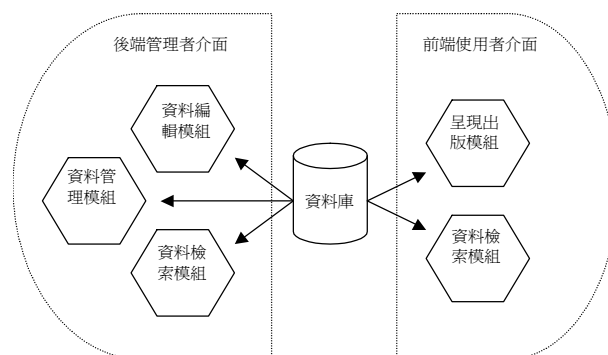 後端管理者介面
前端使用者介面
資料編
輯模組
資料管
理模組
資料檢
索模組
資料庫
呈現出
版模組
資料檢
索模組